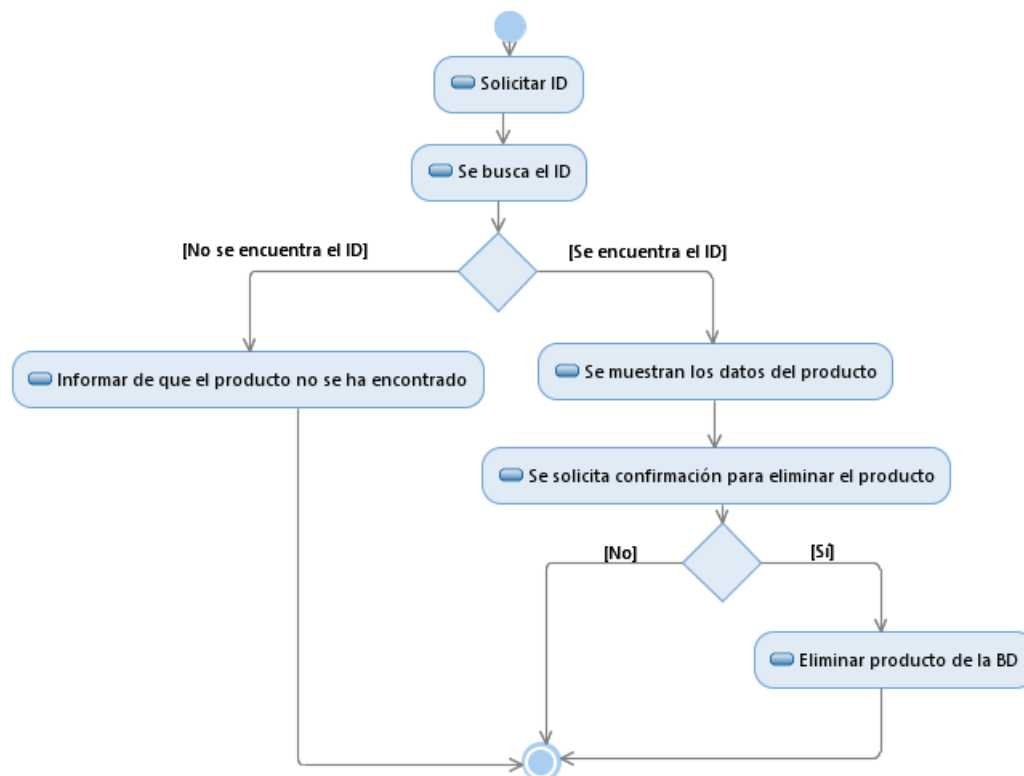 Solicitar ID
Se busca el ID
[No se encuentra el ID]
[Se encuentra el ID]
Informar de que el producto no se ha encontrado
Se muestran los datos del producto
Se solicita confirmación para eliminar el producto
[No]
[Sí]
Eliminar producto de la BD